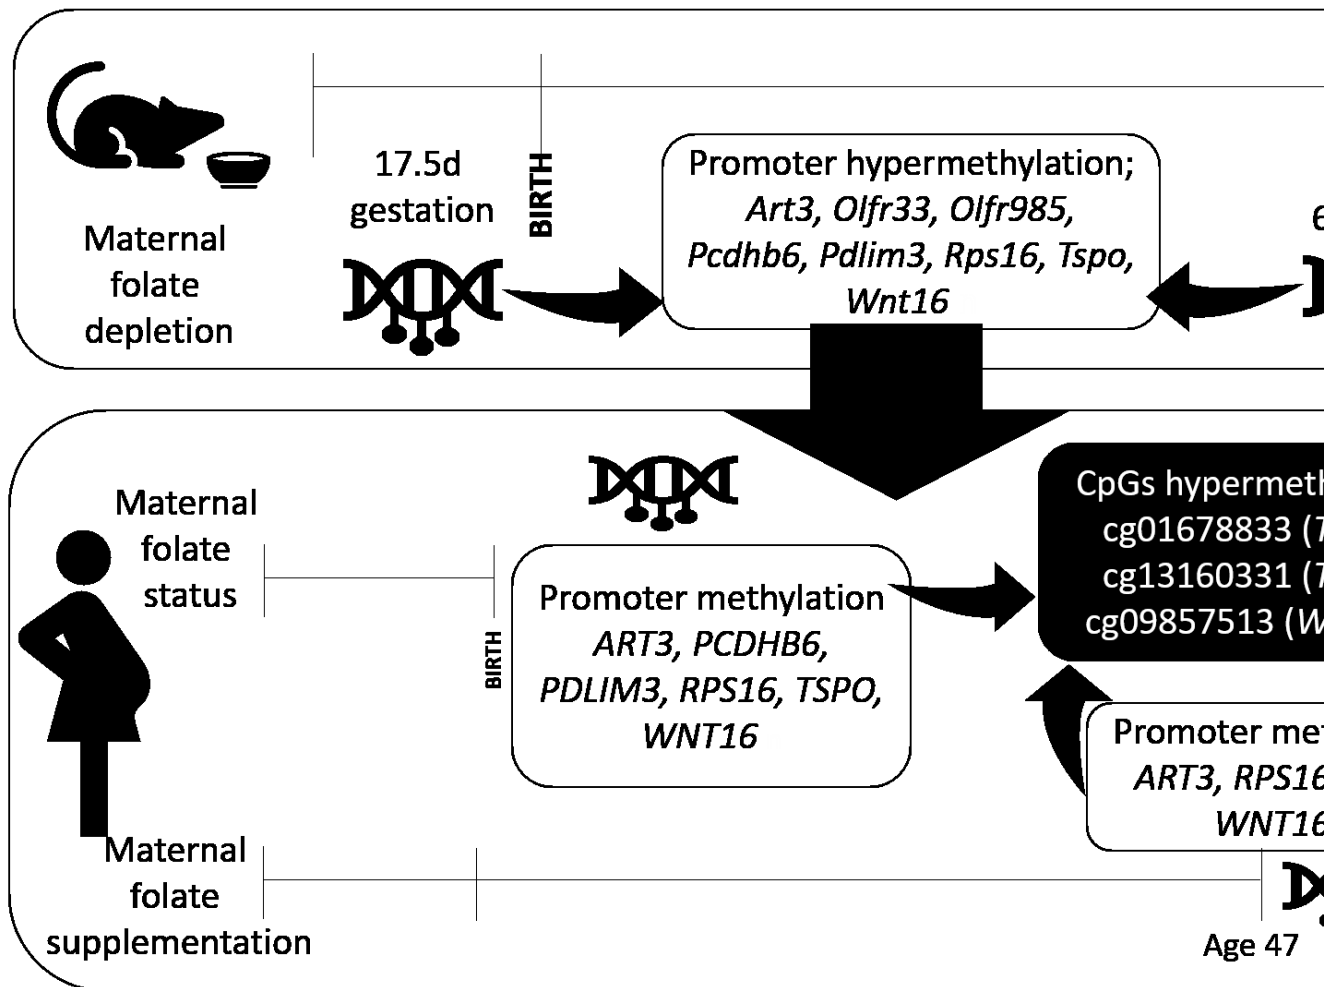 17.5d
gestation
BIRTH
Maternal
folate
depletion
Promoter hypermethylation;
Art3, Olfr33, Olfr985,
Pcdhb6, Pdlim3, Rps16, Tspo,
Wnt16
6
Maternal
folate
status
BIRTH
Promoter methylation
ART3, PCDHB6,
PDLIM3, RPS16, TSPO,
WNT16
CpGs
cg01678833 (T
cg13160331 (T
cg09857513 (W
Promoter
ART3, RPS16
WNT16
Maternal
folate
supplementation
Age 47